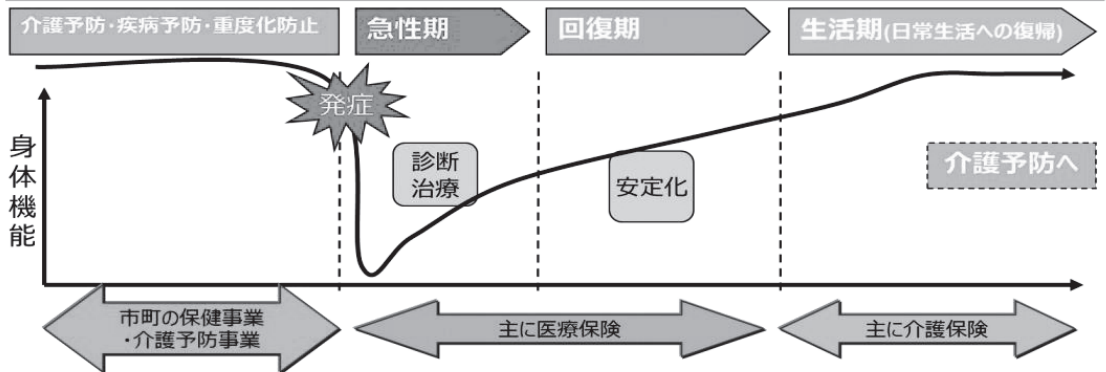 介護予防・疾病予防・重度化防止
急性期
回復期
生活期(日常生活への復帰)
発症
身体機能
診断
治療
安定化
介護予防へ
市町の保健事業
・介護予防事業
主に医療保険
主に介護保険